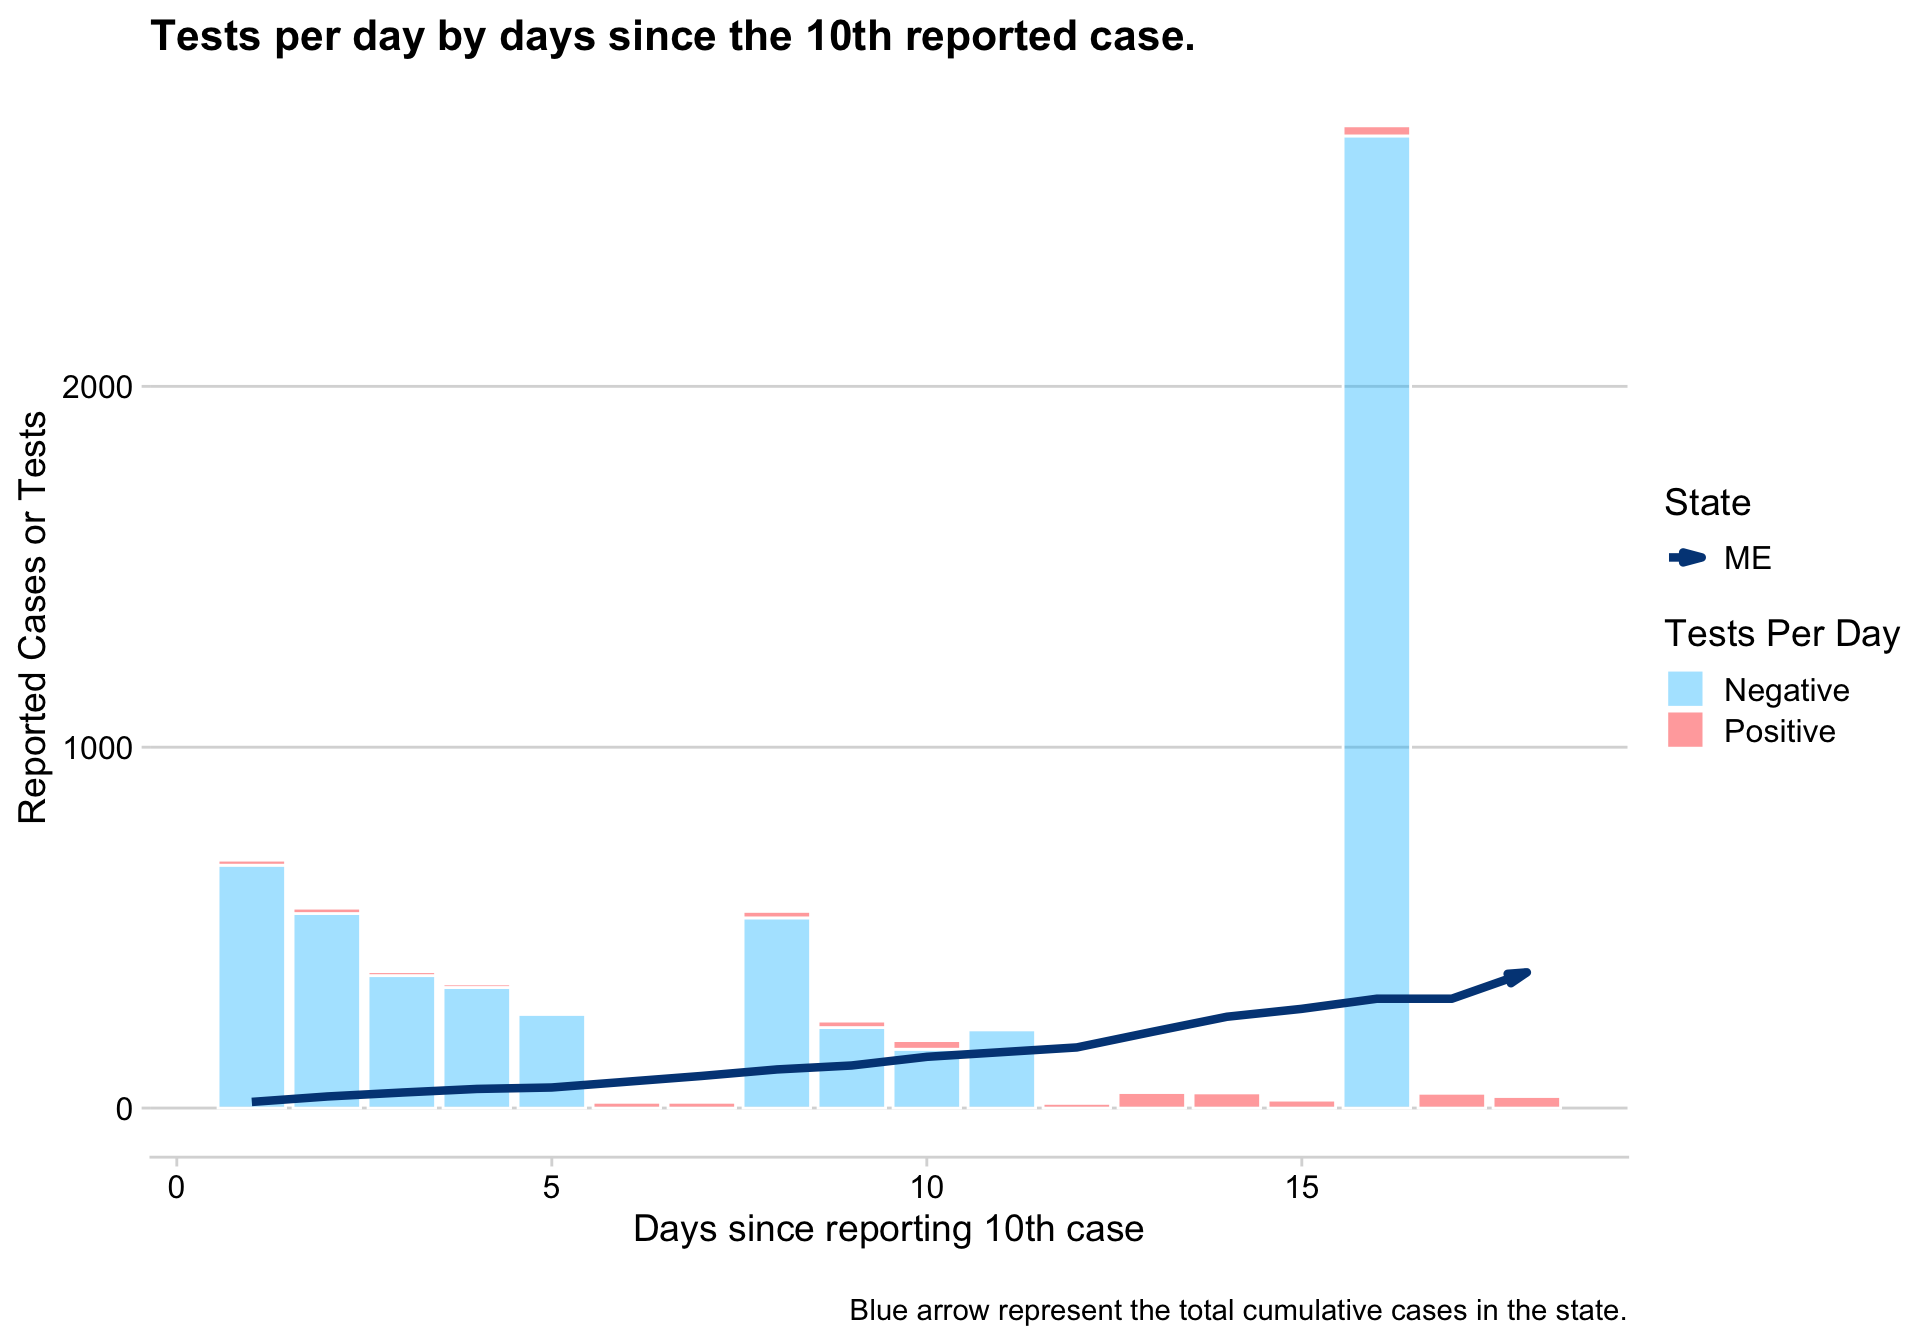 Tests per day by days since the 10th reported case.
Reported Cases or Tests
2000
1000
0
0
5
10
15
Days since reporting 10th case
State
ME
Tests Per Day
Negative
Positive
Blue arrow represent the total cumulative cases in the state.